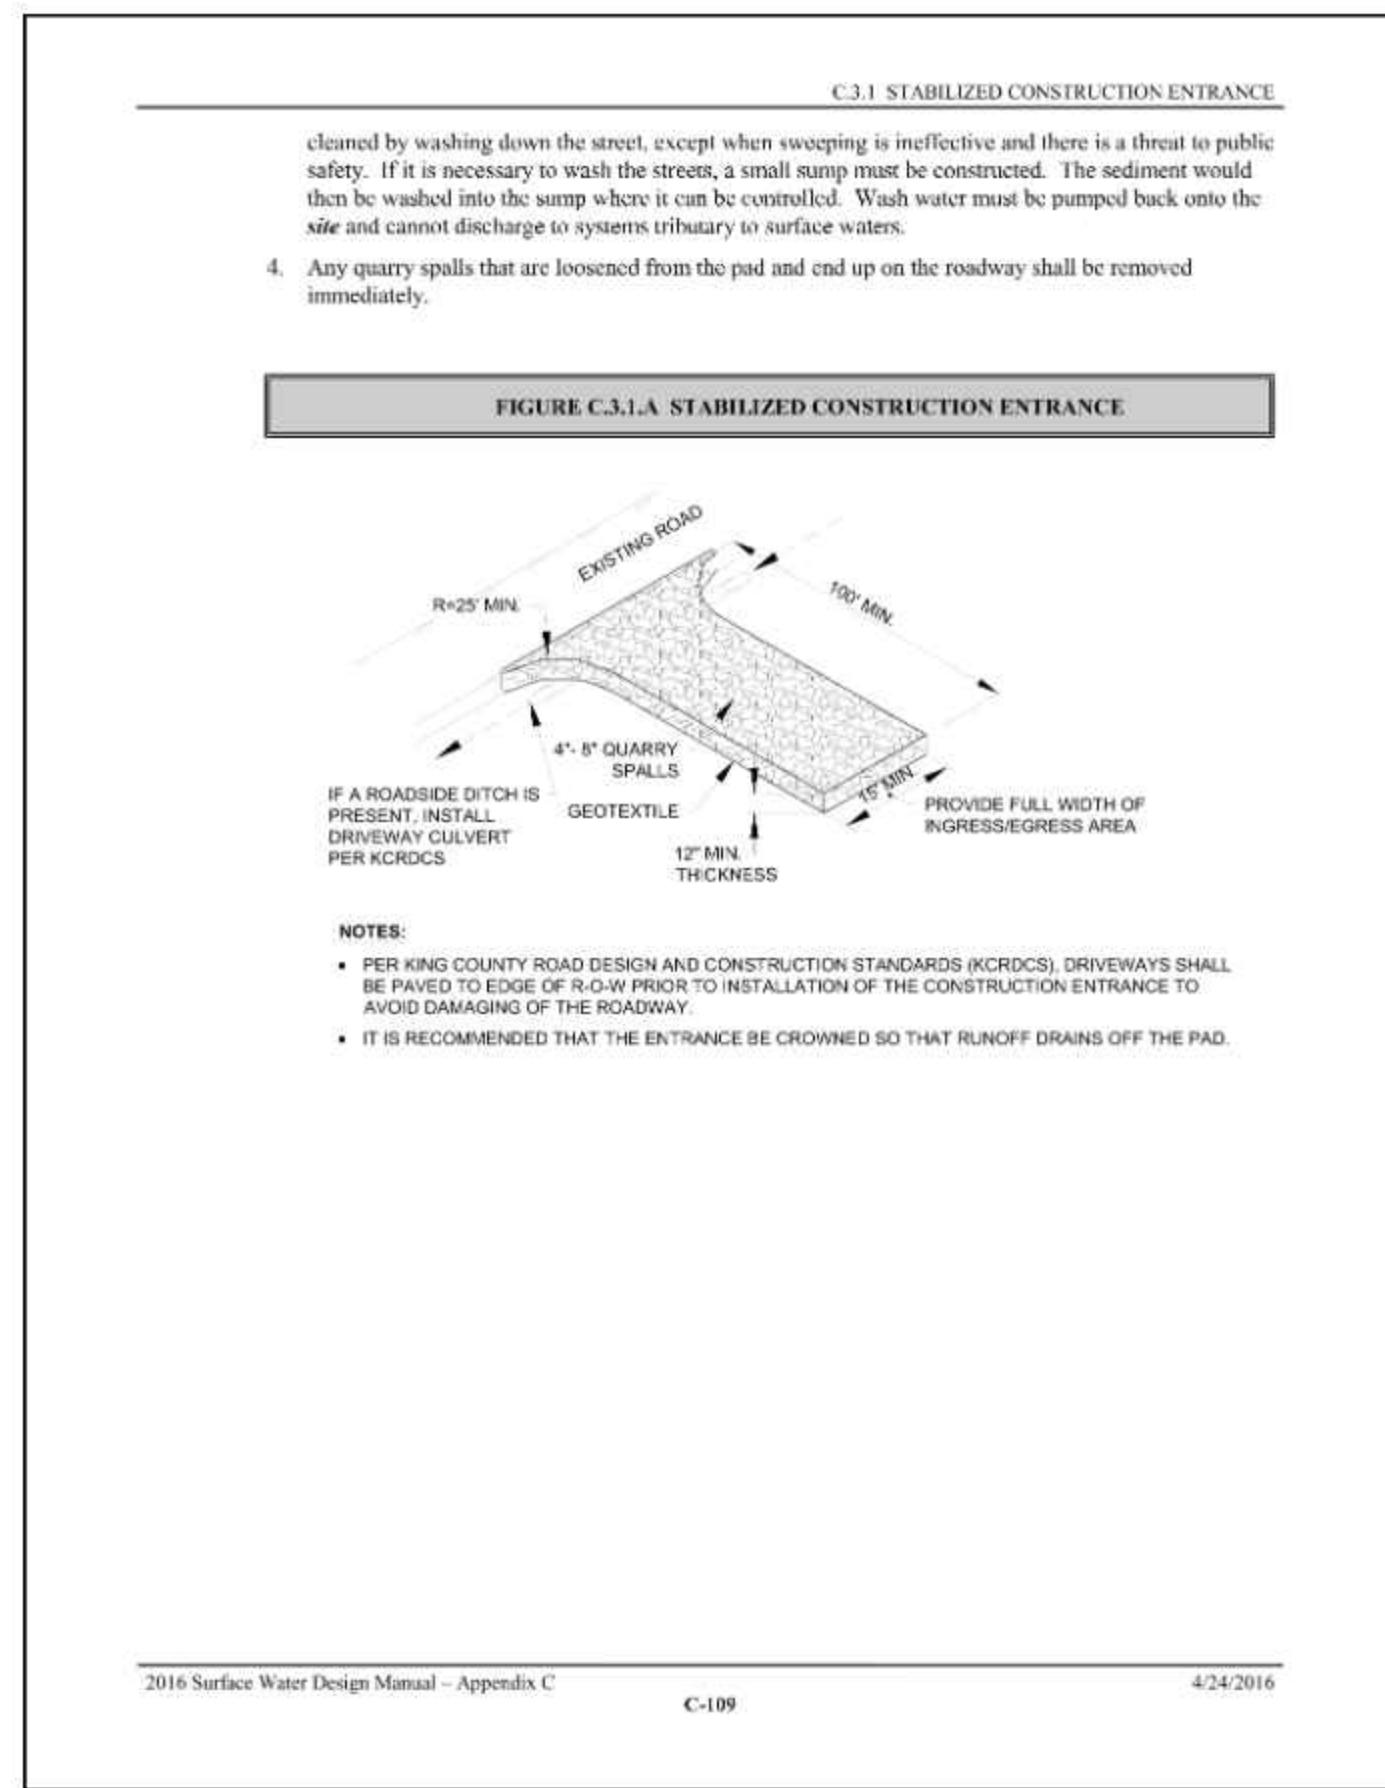 C.3.1 STABILIZED CONSTRUCTION ENTRANCE
cleaned by washing down the street, except when sweeping is ineffective and there is a threat to public
safety. If it is necessary to wash the streets, a small sump must be constructed. The sediment would
then be washed into the sump where it can be controlled. Wash water must be pumped back onto the
site and cannot discharge to systems tributary to surface waters.
4. Any quarry spalls that are loosened from the pad and end up on the roadway shall be removed
immediately.
FIGURE C.3.1.A STABILIZED CONSTRUCTION ENTRANCE
EXISTING ROAD
R=25' MIN.
100' MIN.
4"- 8" QUARRY
SPALLS
GEOTEXTILE
IF A ROADSIDE DITCH IS
PRESENT, INSTALL
DRIVEWAY CULVERT
PER KCRDCS
12" MIN.
THICKNESS
15' MIN.
PROVIDE FULL WIDTH OF
INGRESS/EGRESS AREA
NOTES:
▪ PER KING COUNTY ROAD DESIGN AND CONSTRUCTION STANDARDS (KCRDCS), DRIVEWAYS SHALL
BE PAVED TO EDGE OF R-O-W PRIOR TO INSTALLATION OF THE CONSTRUCTION ENTRANCE TO
AVOID DAMAGING OF THE ROADWAY.
▪ IT IS RECOMMENDED THAT THE ENTRANCE BE CROWNED SO THAT RUNOFF DRAINS OFF THE PAD.
2016 Surface Water Design Manual – Appendix C
4/24/2016
C-109